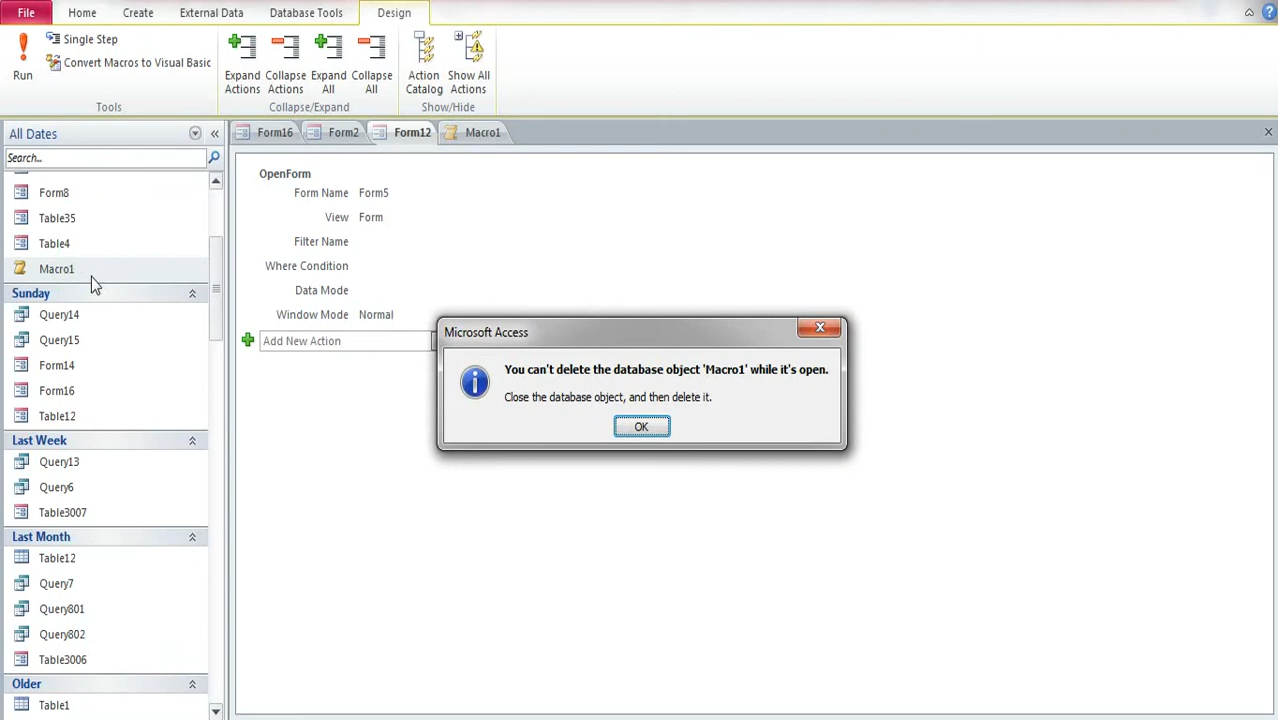 File Home Create External Data Database Tools Design
Run
Single Step
Convert Macros to Visual Basic
Tools
Expand Actions
Collapse Actions
Expand All
Collapse All
Collapse/Expand
Action Catalog
Show All Actions
Show/Hide
All Dates
Search...
Form8
Table35
Table4
Macro1
Sunday
Query14
Query15
Form14
Form16
Table12
Last Week
Query13
Query6
Table3007
Last Month
Table12
Query7
Query801
Query802
Table3006
Older
Table1
Form16 Form2 Form12 Macro1
OpenForm
Form Name Form5
View Form
Filter Name
Where Condition
Data Mode
Window Mode Normal
Add New Action
Microsoft Access
You can't delete the database object 'Macro1' while it's open.
Close the database object, and then delete it.
OK